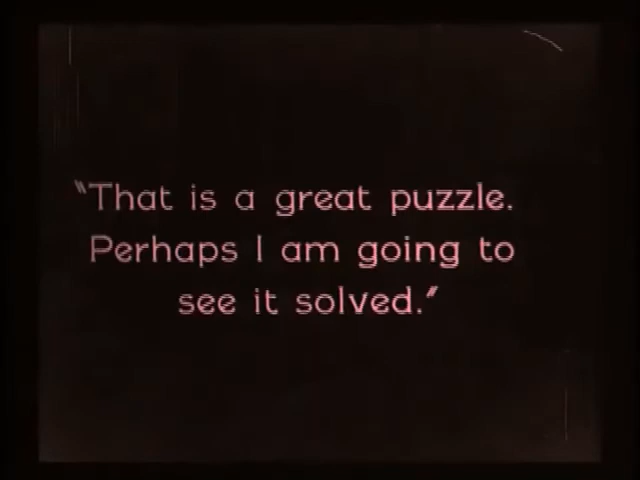 "That is a great puzzle.
Perhaps I am going to
see it solved."